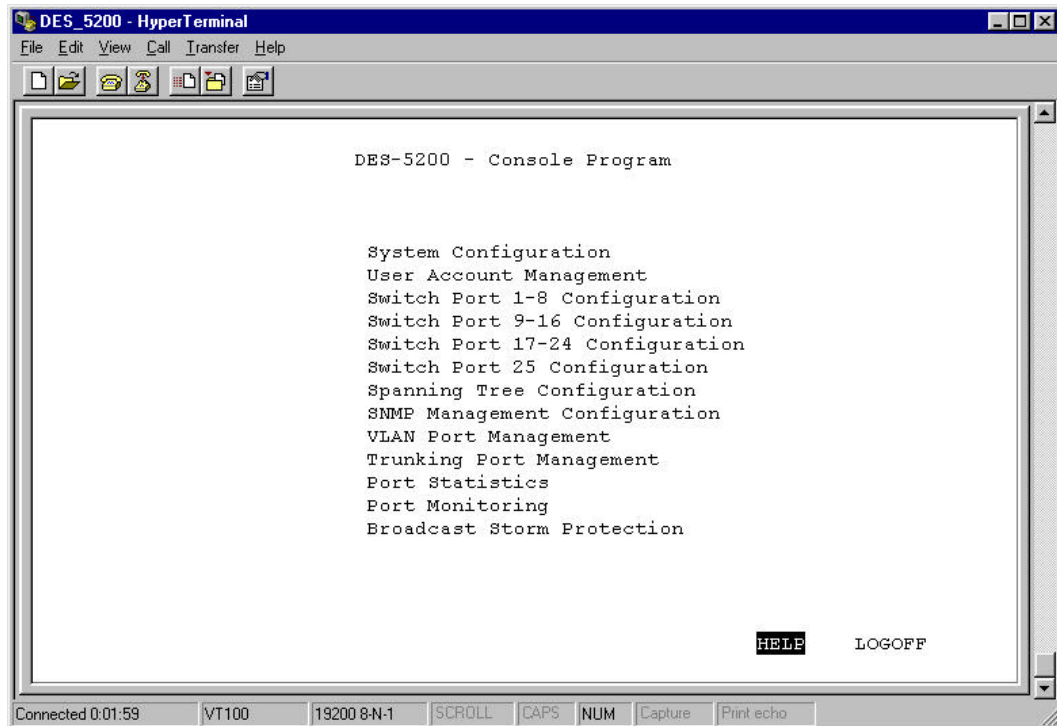 DES_5200 - HyperTerminal
File Edit View Call Transfer Help
DES-5200 - Console Program
System Configuration
User Account Management
Switch Port 1-8 Configuration
Switch Port 9-16 Configuration
Switch Port 17-24 Configuration
Switch Port 25 Configuration
Spanning Tree Configuration
SNMP Management Configuration
VLAN Port Management
Trunking Port Management
Port Statistics
Port Monitoring
Broadcast Storm Protection
HELP LOGOFF
Connected 0:01:59 VT100 19200 8-N-1 SCROLL CAPS NUM Capture Print echo